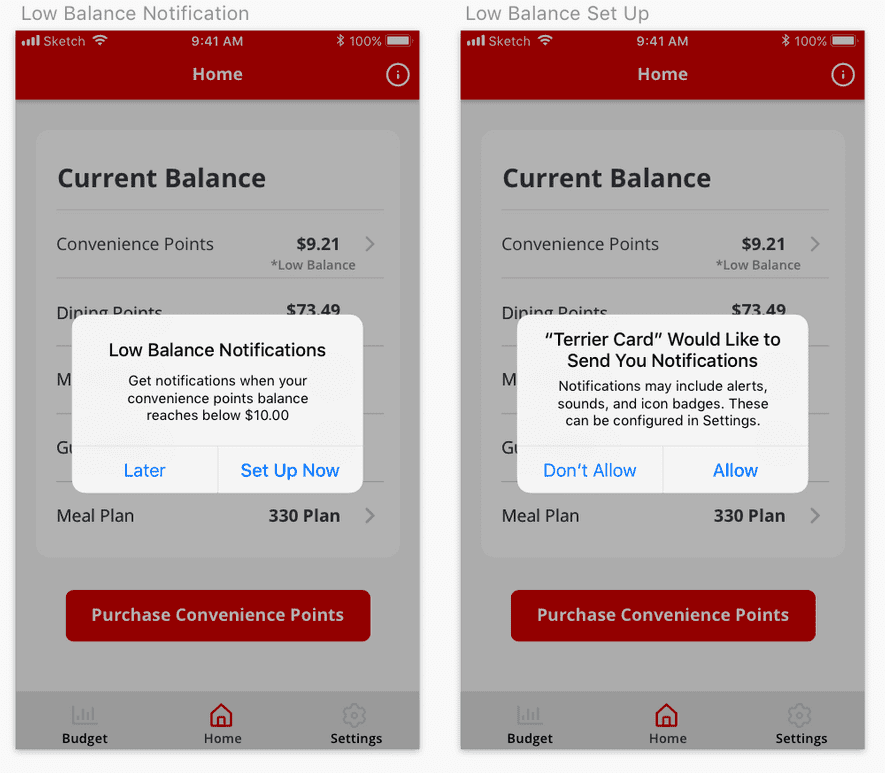 Low Balance Notification
Sketch 9:41 AM 100%
Home
Current Balance
Convenience Points $9.21
*Low Balance
Dining Points $73.49
Low Balance Notifications
Get notifications when your
convenience points balance
reaches below $10.00
Later Set Up Now
Meal Plan 330 Plan
Purchase Convenience Points
Budget Home Settings
Low Balance Set Up
Sketch 9:41 AM 100%
Home
Current Balance
Convenience Points $9.21
*Low Balance
Dining Points $73.49
“Terrier Card” Would Like to
Send You Notifications
Notifications may include alerts,
sounds, and icon badges. These
can be configured in Settings.
Don’t Allow Allow
Meal Plan 330 Plan
Purchase Convenience Points
Budget Home Settings